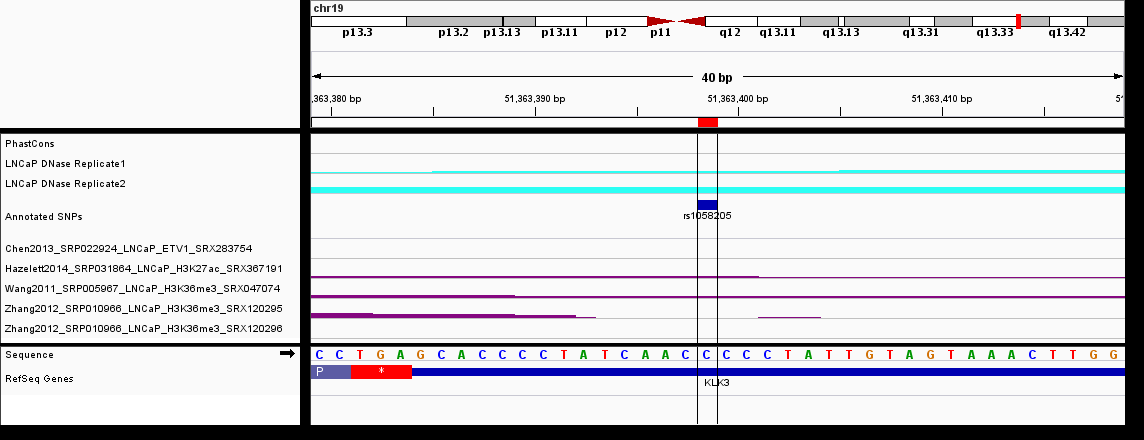 chr19
p13.3 p13.2 p13.13 p13.11 p12 p11 q12 q13.11 q13.13 q13.31 q13.33 q13.42
40 bp
,363,380 bp 51,363,390 bp 51,363,400 bp 51,363,410 bp 51
PhastCons
LNCaP DNase Replicate1
LNCaP DNase Replicate2
Annotated SNPs
rs1058205
Chen2013_SRP022924_LNCaP_ETV1_SRX283754
Hazelett2014_SRP031864_LNCaP_H3K27ac_SRX367191
Wang2011_SRP005967_LNCaP_H3K36me3_SRX047074
Zhang2012_SRP010966_LNCaP_H3K36me3_SRX120295
Zhang2012_SRP010966_LNCaP_H3K36me3_SRX120296
Sequence C C T G A G C A C C C C T A T C A A C C C C C T A T T G T A G T A A A C T T G G
RefSeq Genes P *
KLK3